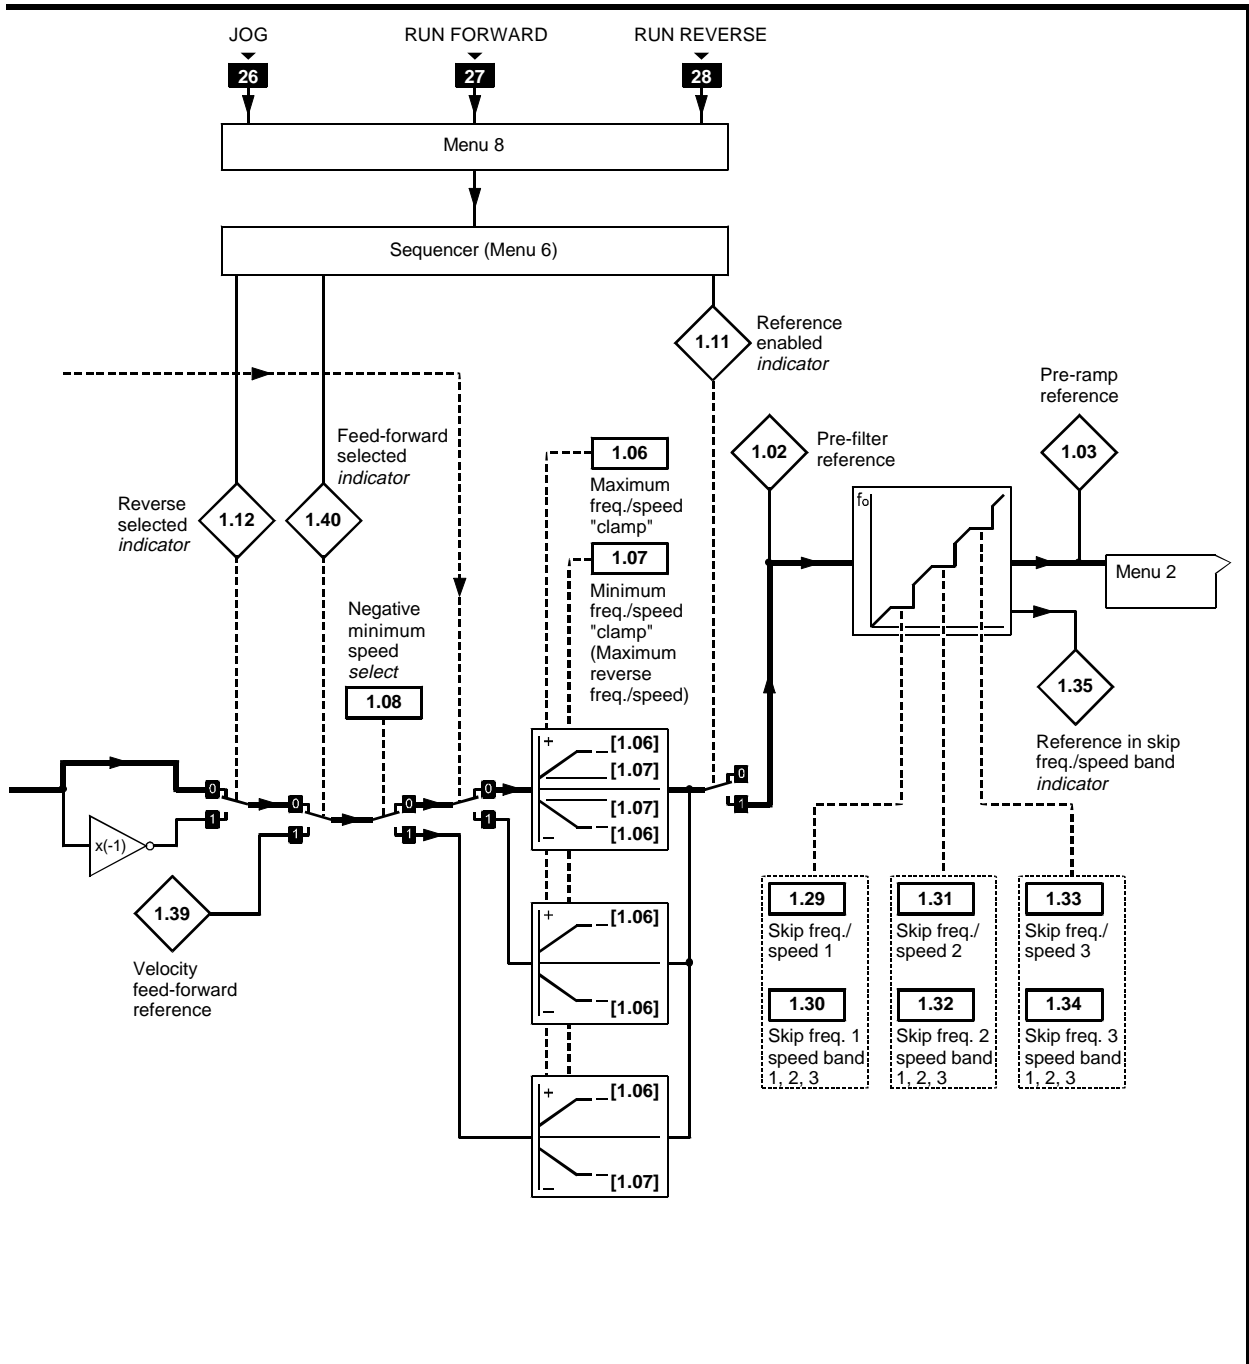 JOG
RUN FORWARD
RUN REVERSE
26
27
28
Menu 8
Sequencer (Menu 6)
1.11
Reference
enabled
indicator
Pre-ramp
reference
1.03
1.02
Pre-filter
reference
Feed-forward
selected
indicator
1.40
Reverse
selected
indicator
1.12
1.06
Maximum
freq./speed
"clamp"
1.07
Minimum
freq./speed
"clamp"
(Maximum
reverse
freq./speed)
Negative
minimum
speed
select
1.08
fo
Menu 2
1.35
Reference in skip
freq./speed band
indicator
x(-1)
0
1
0
1
0
1
0
1
+
[1.06]
[1.07]
[1.07]
[1.06]
–
0
1
1.39
Velocity
feed-forward
reference
+
[1.06]
[1.06]
–
+
[1.06]
[1.07]
–
1.29
Skip freq./
speed 1
1.30
Skip freq. 1
speed band
1, 2, 3
1.31
Skip freq./
speed 2
1.32
Skip freq. 2
speed band
1, 2, 3
1.33
Skip freq./
speed 3
1.34
Skip freq. 3
speed band
1, 2, 3